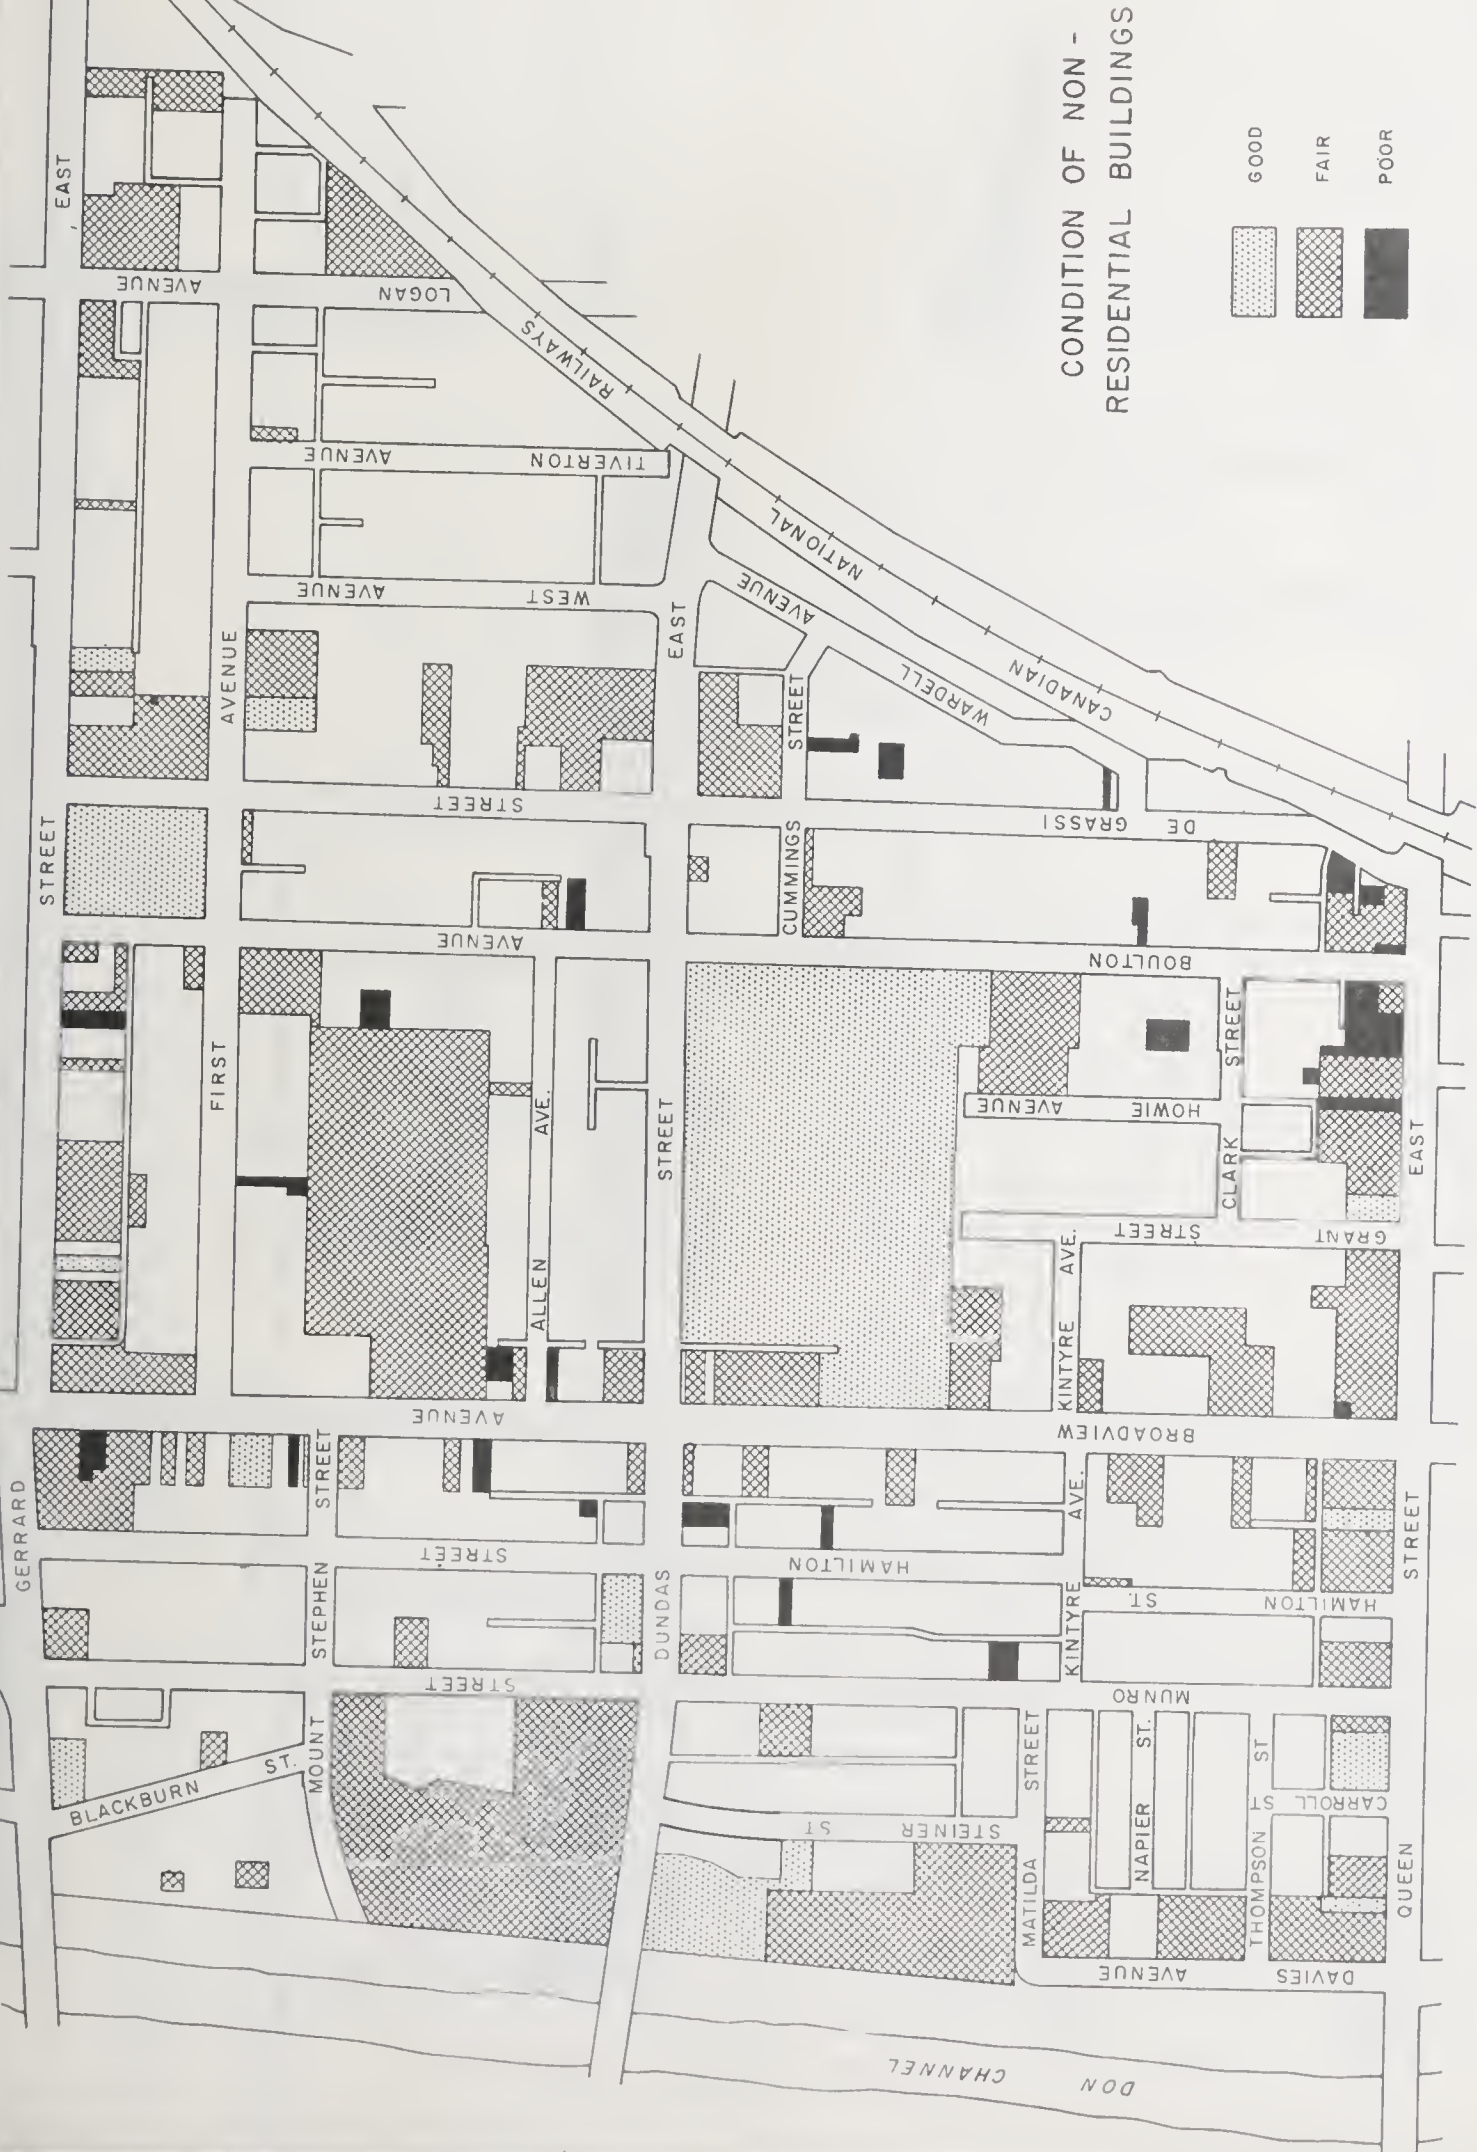 CONDITION OF NON -
RESIDENTIAL BUILDINGS
GOOD
FAIR
POOR
GERRARD
STREET
EAST
FIRST
AVENUE
STEPHEN
STREET
MOUNT
BLACKBURN
ST.
ALLEN
AVE.
DUNDAS
STREET
EAST
CUMMINGS
STREET
MATILDA
STREET
KINTYRE
AVE.
KINTYRE
AVE.
NAPIER
ST.
THOMPSON
ST
CLARK
STREET
QUEEN
STREET
EAST
LOGAN
AVENUE
TIVERTON
AVENUE
WEST
AVENUE
WARDELL
AVENUE
DE
GRASSI
STREET
BOULTON
AVENUE
HOWIE
AVENUE
GRANT
STREET
BROADVIEW
AVENUE
HAMILTON
STREET
HAMILTON
ST.
MUNRO
STREET
CARROLL ST
STEINER
ST
DAVIES
AVENUE
DON
CHANNEL
CANADIAN
NATIONAL
RAILWAYS